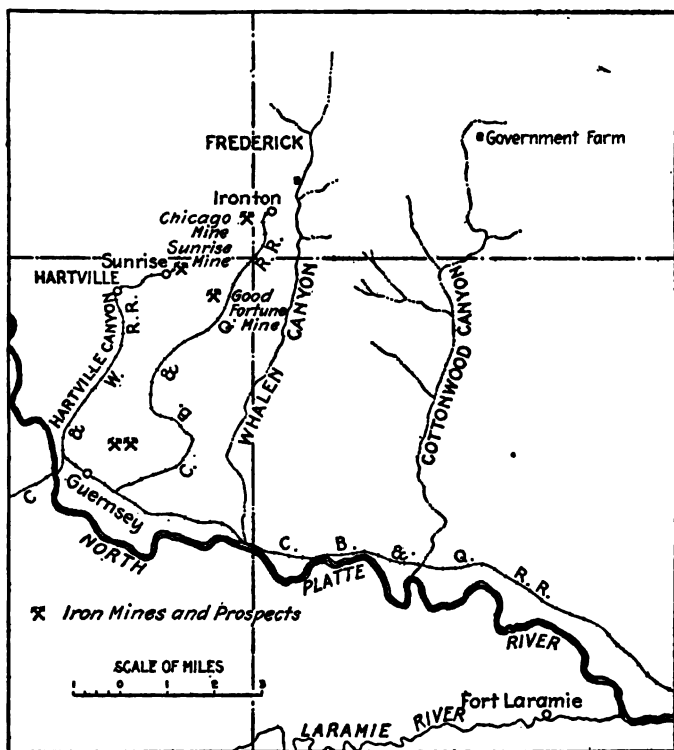 FREDERICK
Government Farm
Ironton
Chicago
Mine
Sunrise
Mine
Sunrise
HARTVILLE
Good
Fortune
Mine
HARTVILLE CANYON
C. & W. R. R.
C. B. & Q. R. R.
WHALEN CANYON
COTTONWOOD CANYON
Guernsey
C. B. & Q. R. R.
NORTH PLATTE RIVER
Iron Mines and Prospects
SCALE OF MILES
0 1 2 3
Fort Laramie
LARAMIE RIVER